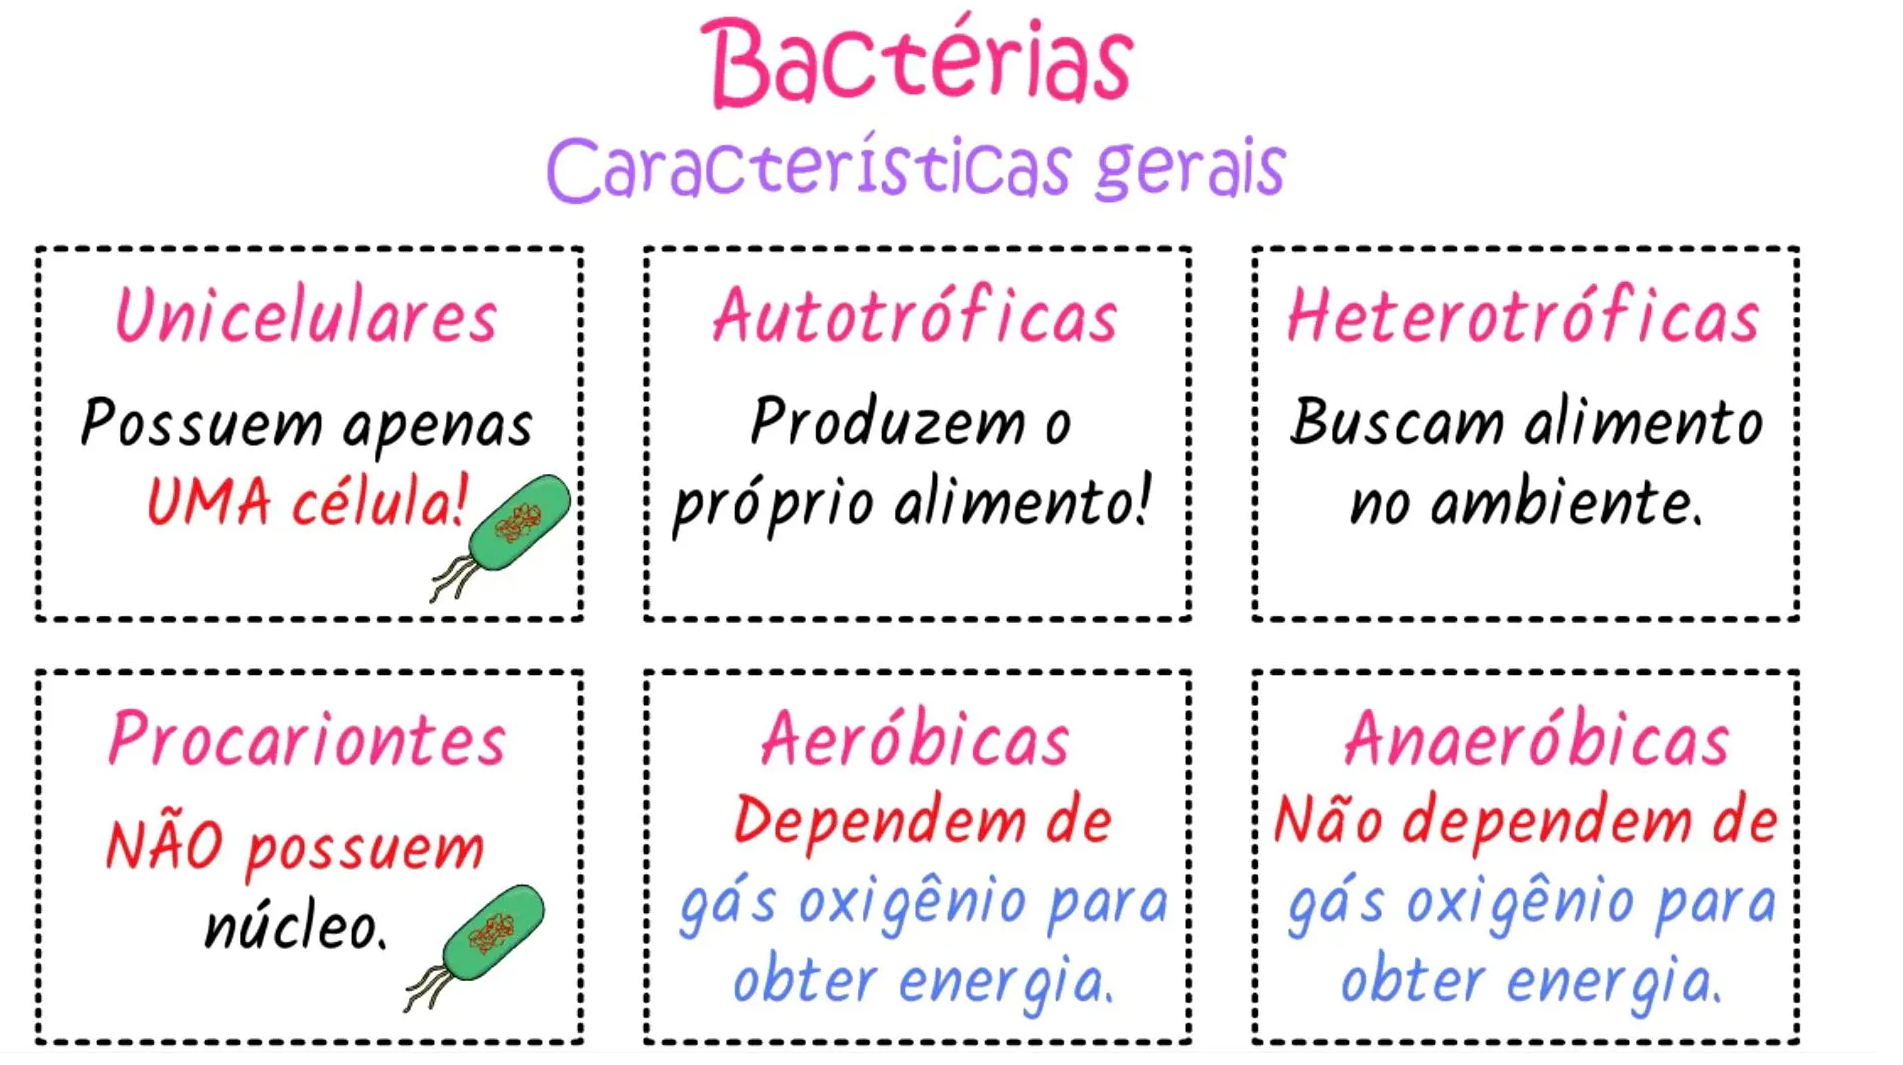 Bactérias
Características gerais
Unicelulares
Possuem apenas
UMA célula!
Autotróficas
Produzem o
próprio alimento!
Heterotróficas
Buscam alimento
no ambiente.
Procariontes
NÃO possuem
núcleo.
Aeróbicas
Dependem de
gás oxigênio para
obter energia.
Anaeróbicas
Não dependem de
gás oxigênio para
obter energia.